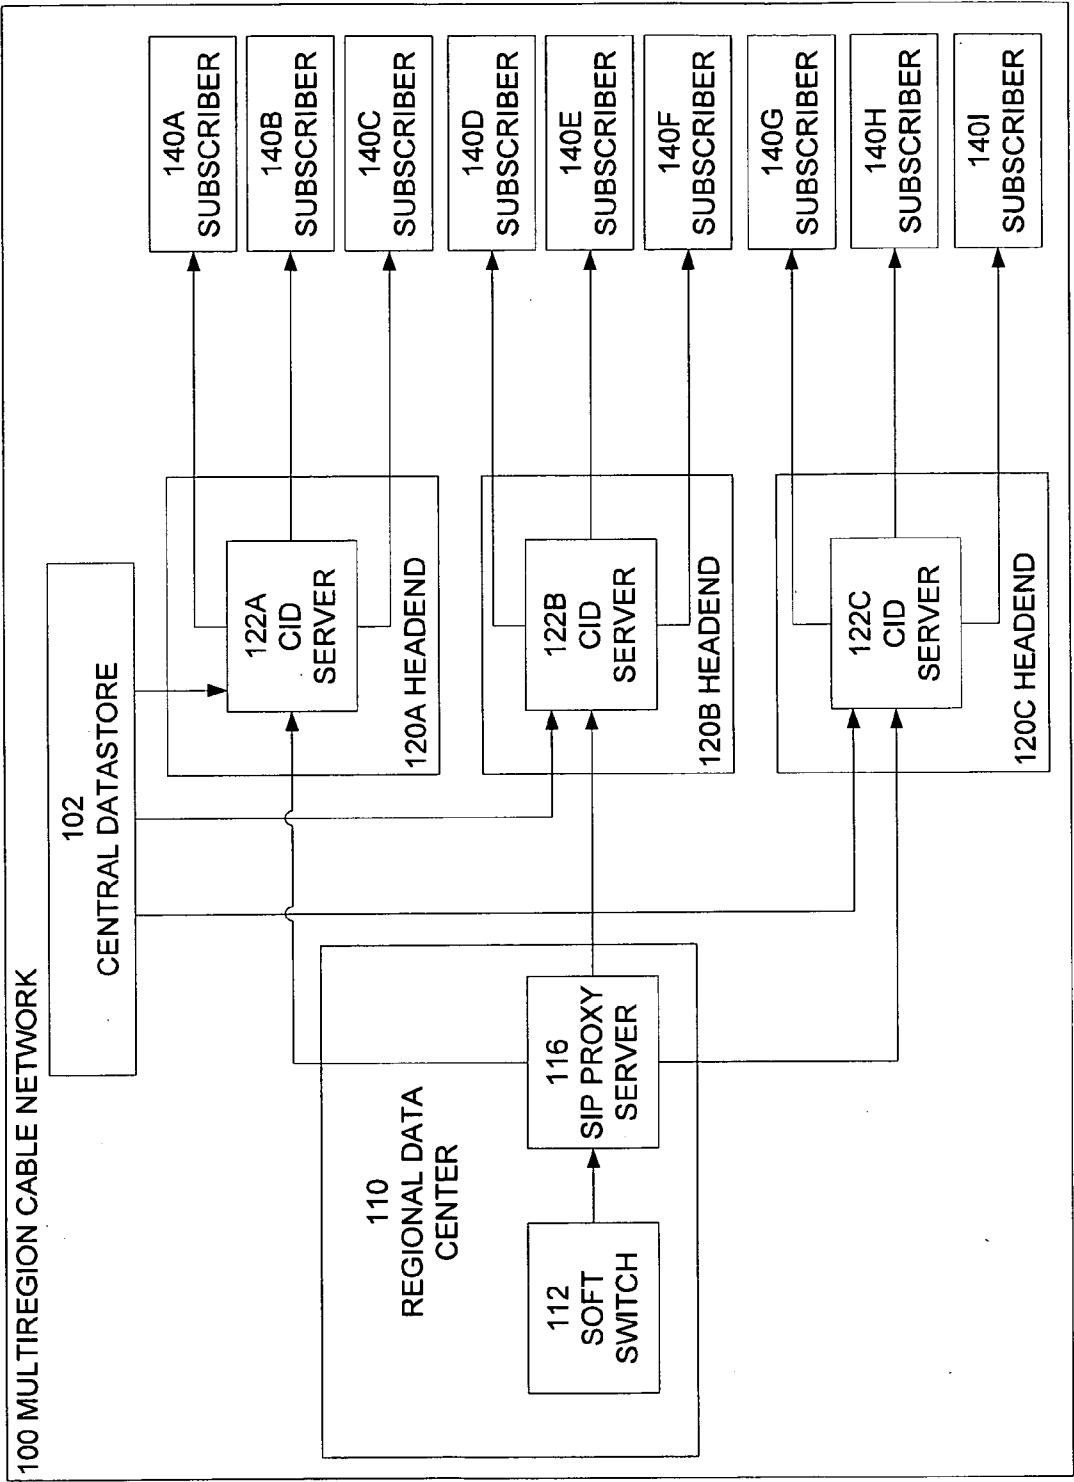 100 MULTIREGION CABLE NETWORK
102
CENTRAL DATASTORE
110
REGIONAL DATA
CENTER
112
SOFT
SWITCH
116
SIP PROXY
SERVER
122A
CID
SERVER
120A HEADEND
122B
CID
SERVER
120B HEADEND
122C
CID
SERVER
120C HEADEND
140A
SUBSCRIBER
140B
SUBSCRIBER
140C
SUBSCRIBER
140D
SUBSCRIBER
140E
SUBSCRIBER
140F
SUBSCRIBER
140G
SUBSCRIBER
140H
SUBSCRIBER
140I
SUBSCRIBER